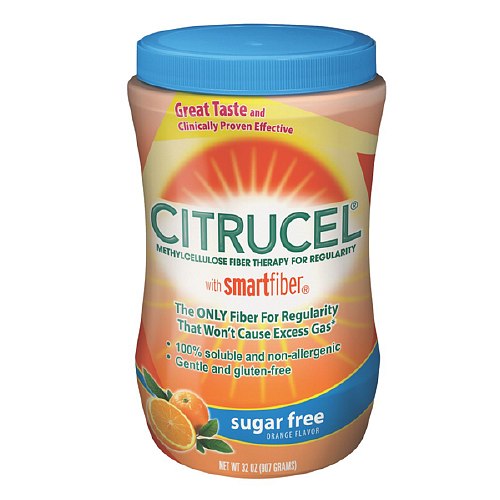 Great Taste and
Clinically Proven Effective
CITRUCEL®
METHYLCELLULOSE FIBER THERAPY FOR REGULARITY
with smartfiber®
The ONLY Fiber For Regularity
That Won't Cause Excess Gas*
• 100% soluble and non-allergenic
• Gentle and gluten-free
sugar free
ORANGE FLAVOR
NET WT 32 OZ (907 GRAMS)